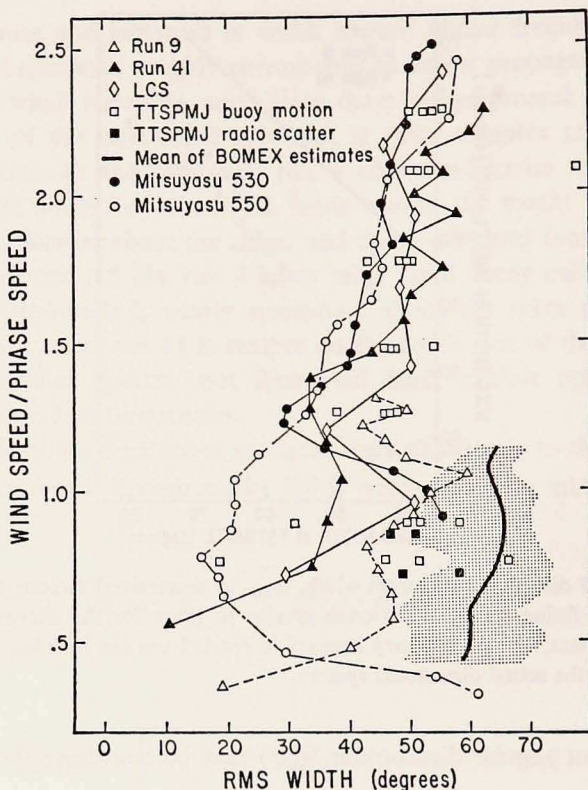 2.5
2.0
1.5
1.0
.5
WIND SPEED/PHASE SPEED
Run 9
Run 41
LCS
TTSPMJ buoy motion
TTSPMJ radio scatter
Mean of BOMEX estimates
Mitsuyasu 530
Mitsuyasu 550
0 10 20 30 40 50 60 70
RMS WIDTH (degrees)